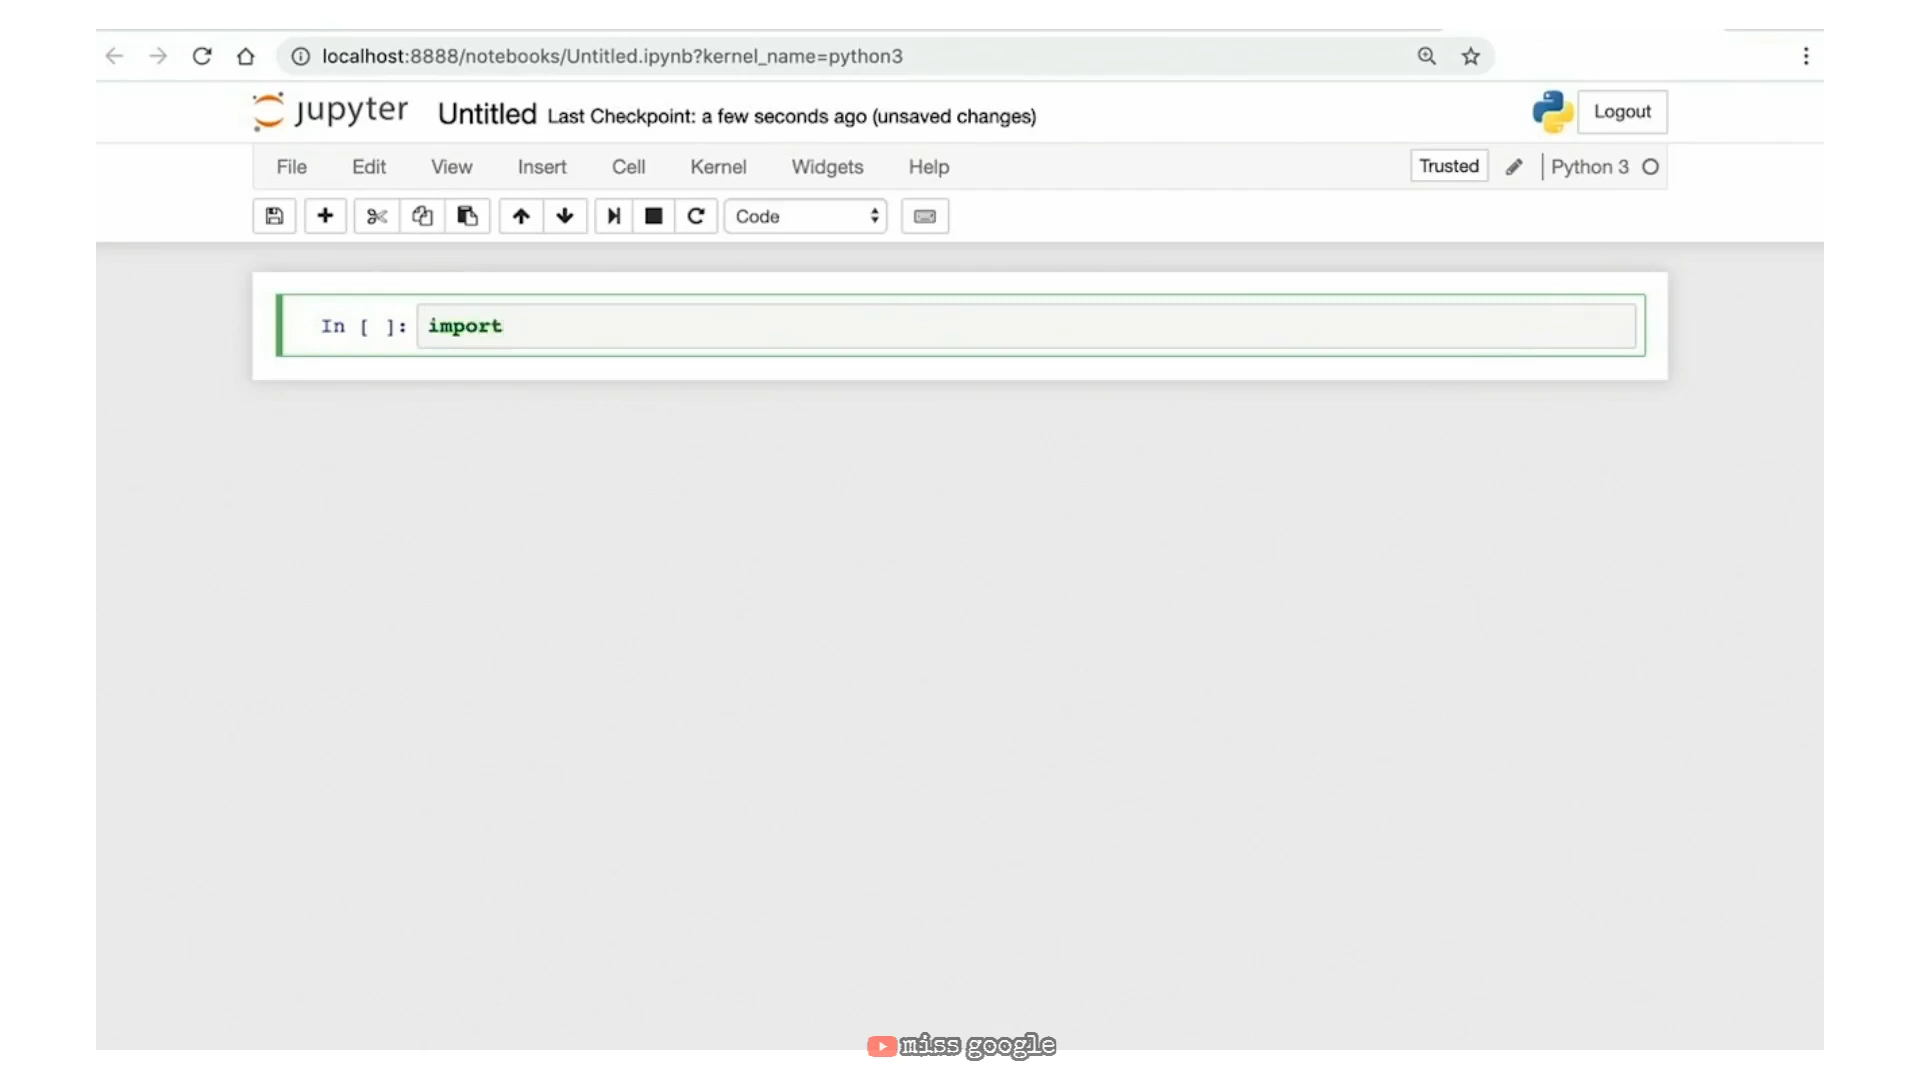 localhost:8888/notebooks/Untitled.ipynb?kernel_name=python3
jupyter Untitled Last Checkpoint: a few seconds ago (unsaved changes) Logout
File Edit View Insert Cell Kernel Widgets Help Trusted Python 3
Code
In [ ]: import
miss google